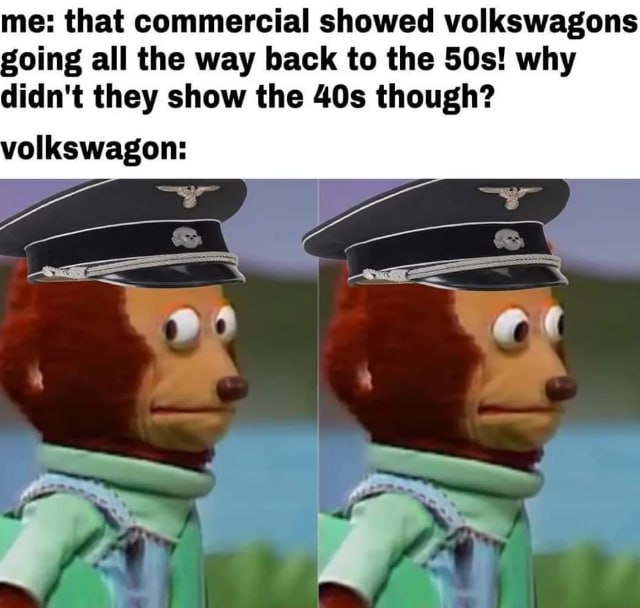 me: that commercial showed volkswagons
going all the way back to the 50s! why
didn't they show the 40s though?
volkswagon: